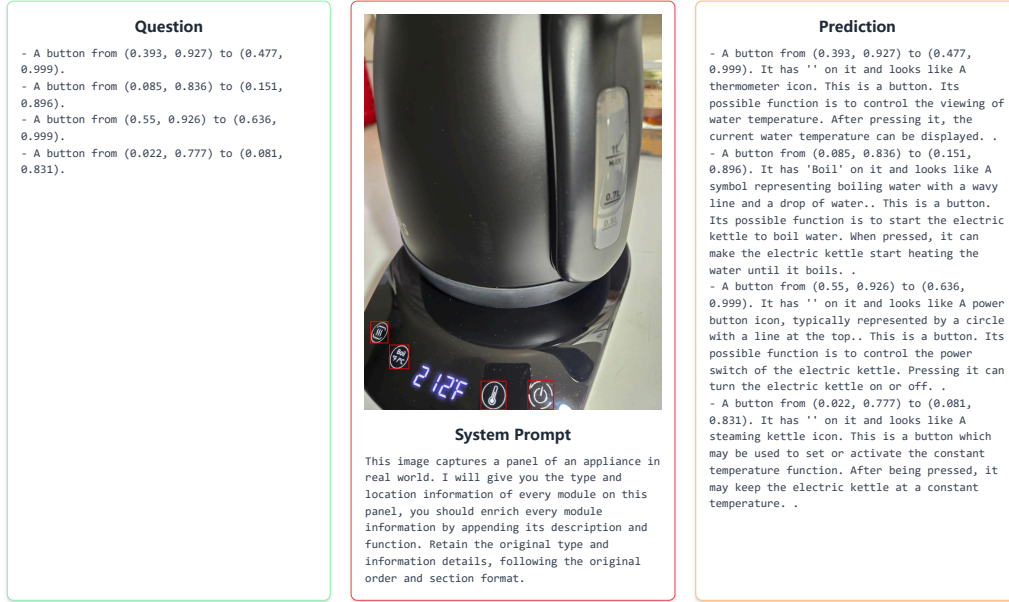 Question
- A button from (0.393, 0.927) to (0.477,
0.999).
- A button from (0.085, 0.836) to (0.151,
0.896).
- A button from (0.55, 0.926) to (0.636,
0.999).
- A button from (0.022, 0.777) to (0.081,
0.831).
1L
MAX
0.7L
0.5L
Boil
212°F
System Prompt
This image captures a panel of an appliance in
real world. I will give you the type and
location information of every module on this
panel, you should enrich every module
information by appending its description and
function. Retain the original type and
information details, following the original
order and section format.
Prediction
- A button from (0.393, 0.927) to (0.477,
0.999). It has '' on it and looks like A
thermometer icon. This is a button. Its
possible function is to control the viewing of
water temperature. After pressing it, the
current water temperature can be displayed. .
- A button from (0.085, 0.836) to (0.151,
0.896). It has 'Boil' on it and looks like A
symbol representing boiling water with a wavy
line and a drop of water.. This is a button.
Its possible function is to start the electric
kettle to boil water. When pressed, it can
make the electric kettle start heating the
water until it boils. .
- A button from (0.55, 0.926) to (0.636,
0.999). It has '' on it and looks like A power
button icon, typically represented by a circle
with a line at the top.. This is a button. Its
possible function is to control the power
switch of the electric kettle. Pressing it can
turn the electric kettle on or off. .
- A button from (0.022, 0.777) to (0.081,
0.831). It has '' on it and looks like A
steaming kettle icon. This is a button which
may be used to set or activate the constant
temperature function. After being pressed, it
may keep the electric kettle at a constant
temperature. .